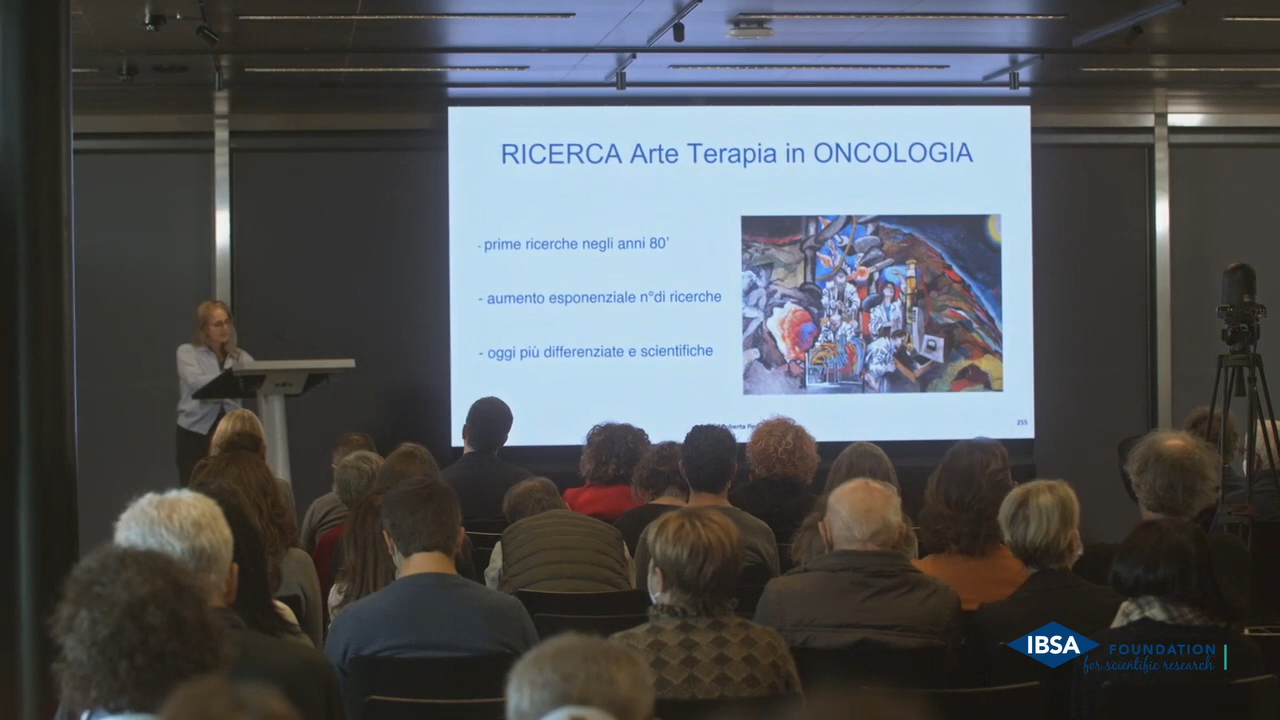 RICERCA Arte Terapia in ONCOLOGIA
- prime ricerche negli anni 80'
- aumento esponenziale n°di ricerche
- oggi più differenziate e scientifiche
255
IBSA FOUNDATION
for scientific research